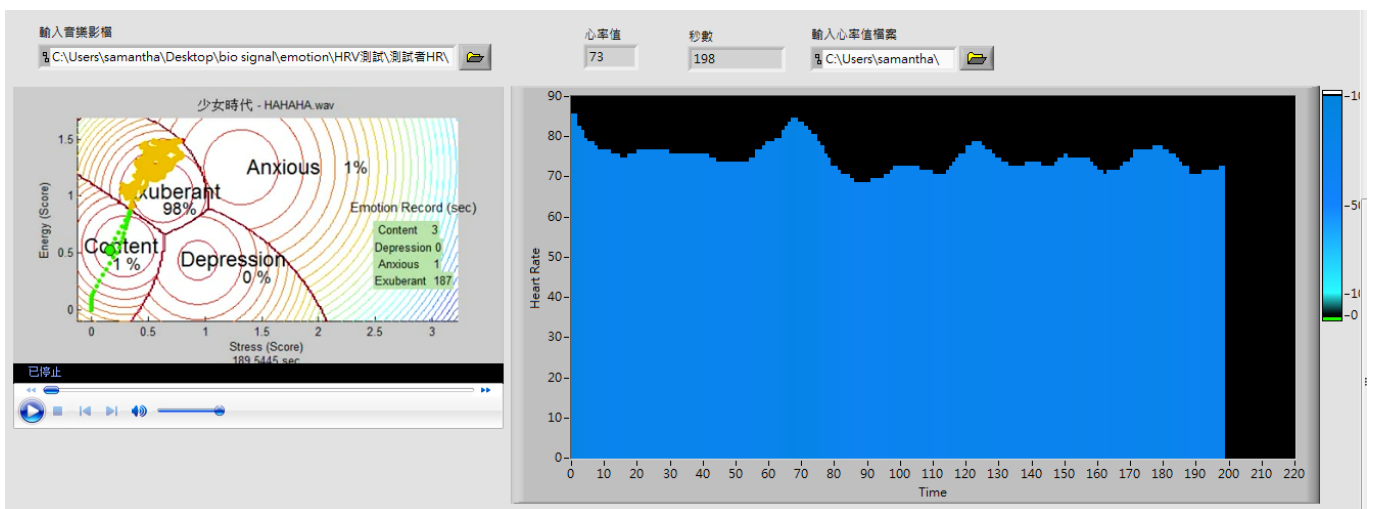 輸入音樂影檔
C:\Users\samantha\Desktop\bio signal\emotion\HRV測試\測試者HR\
心率值
73
秒數
198
輸入心率值檔案
C:\Users\samantha\
少女時代 - HAHAHA.wav
Energy (Score)
1.5
1
0.5
0
Anxious 1%
xuberant
98%
Content
1 %
Depression
0 %
Emotion Record (sec)
Content 3
Depression 0
Anxious 1
Exuberant 187
0 0.5 1 1.5 2 2.5 3
Stress (Score)
189.5445 sec
已停止
Heart Rate
90
80
70
60
50
40
30
20
10
0
0 10 20 30 40 50 60 70 80 90 100 110 120 130 140 150 160 170 180 190 200 210 220
Time
-0